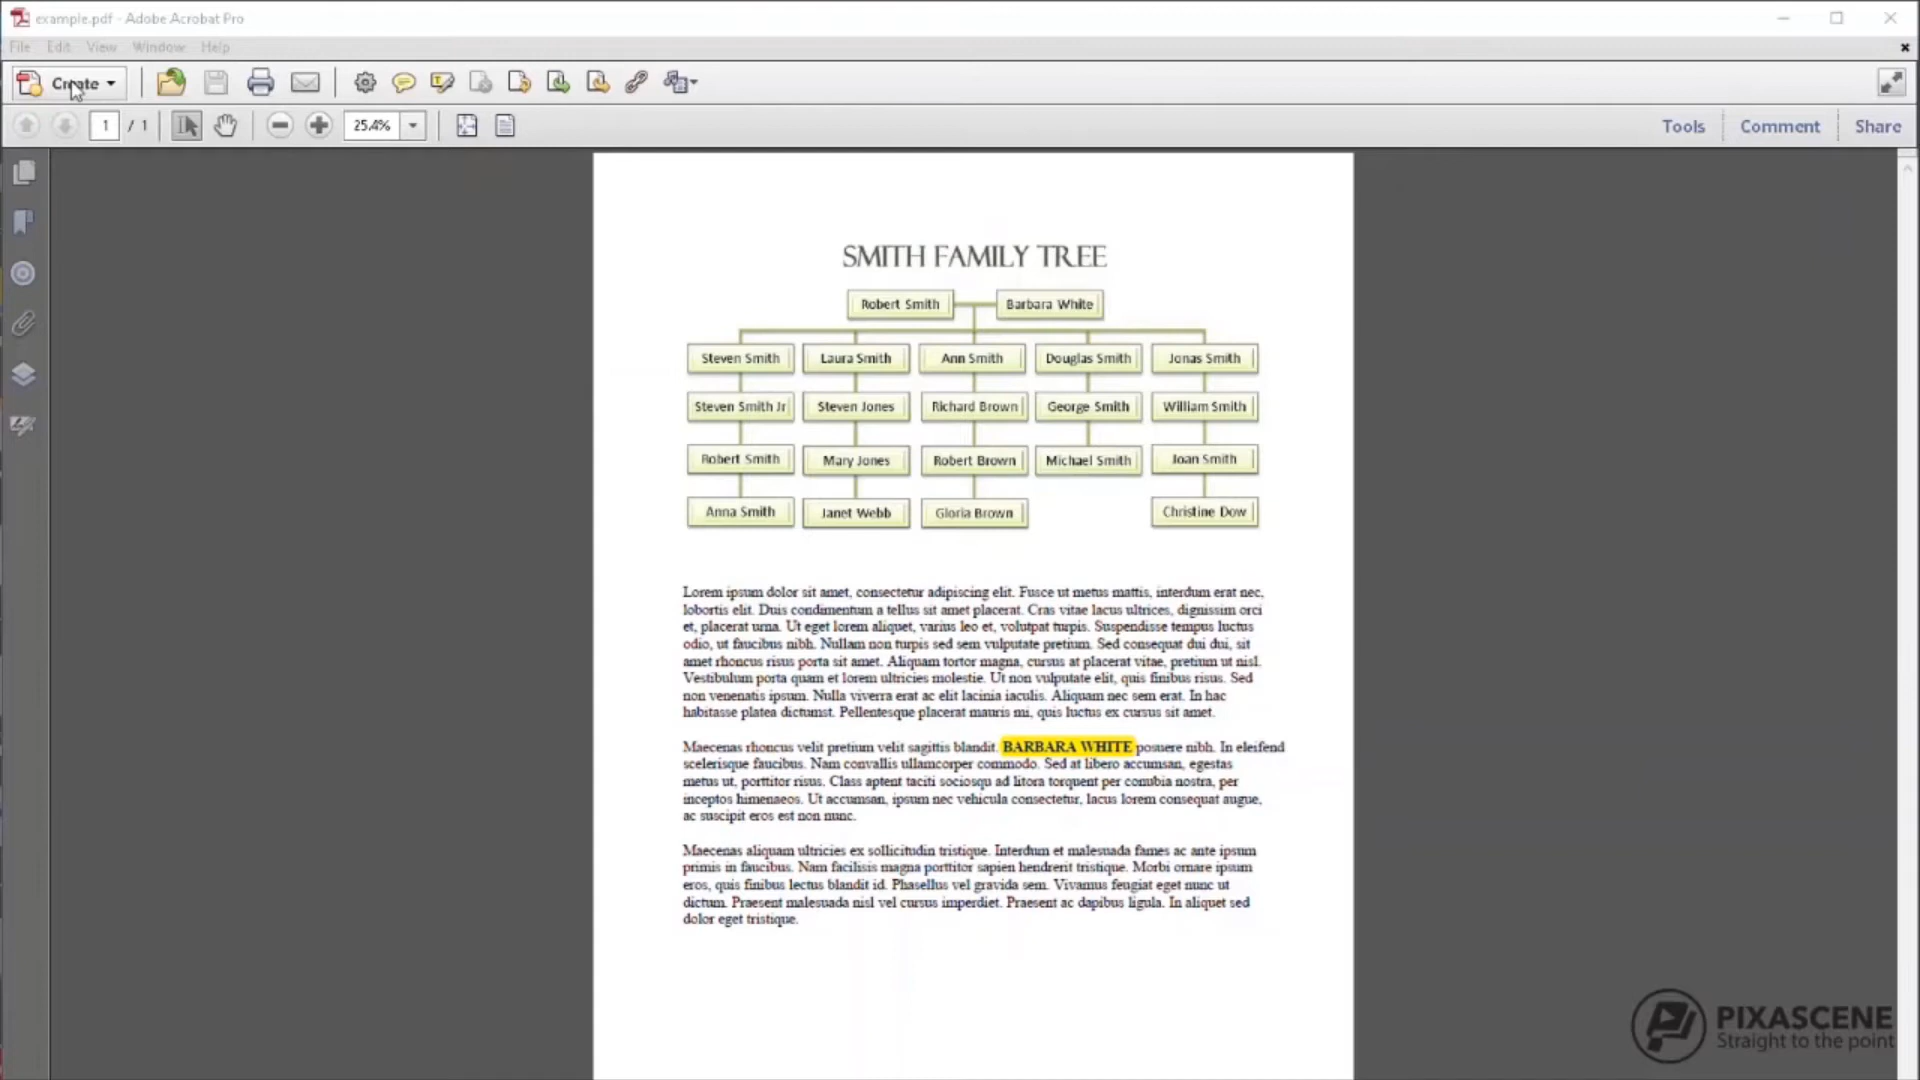 example.pdf - Adobe Acrobat Pro
File Edit View Window Help
Create
1 / 1 25.4% Tools Comment Share
SMITH FAMILY TREE
Robert Smith Barbara White
Steven Smith Laura Smith Ann Smith Douglas Smith Jonas Smith
Steven Smith Jr Steven Jones Richard Brown George Smith William Smith
Robert Smith Mary Jones Robert Brown Michael Smith Joan Smith
Anna Smith Janet Webb Gloria Brown Christine Dow
Lorem ipsum dolor sit amet, consectetur adipiscing elit. Fusce ut metus mattis, interdum erat nec,
lobortis elit. Duis condimentum a tellus sit amet placerat. Cras vitae lacus ultrices, dignissim orci
et, placerat urna. Ut eget lorem aliquet, varius leo et, volutpat turpis. Suspendisse tempus luctus
odio, ut faucibus nibh. Nullam non turpis sed sem vulputate pretium. Sed consequat dui dui, sit
amet rhoncus risus porta sit amet. Aliquam tortor magna, cursus at placerat vitae, pretium ut nisl.
Vestibulum porta quam et lorem ultricies molestie. Ut non vulputate elit, quis finibus risus. Sed
non venenatis ipsum. Nulla viverra erat ac elit lacinia iaculis. Aliquam nec sem erat. In hac
habitasse platea dictumst. Pellentesque placerat mauris mi, quis luctus ex cursus sit amet.
Maecenas rhoncus velit pretium velit sagittis blandit. BARBARA WHITE posuere nibh. In eleifend
scelerisque faucibus. Nam convallis ullamcorper commodo. Sed at libero accumsan, egestas
metus ut, porttitor risus. Class aptent taciti sociosqu ad litora torquent per conubia nostra, per
inceptos himenaeos. Ut accumsan, ipsum nec vehicula consectetur, lacus lorem consequat augue,
ac suscipit eros est non nunc.
Maecenas aliquam ultricies ex sollicitudin tristique. Interdum et malesuada fames ac ante ipsum
primis in faucibus. Nam facilisis magna porttitor sapien hendrerit tristique. Morbi ornare ipsum
eros, quis finibus lectus blandit id. Phasellus vel gravida sem. Vivamus feugiat eget nunc ut
dictum. Praesent malesuada nisl vel cursus imperdiet. Praesent ac dapibus ligula. In aliquet sed
dolor eget tristique.
PIXASCENE
Straight to the point